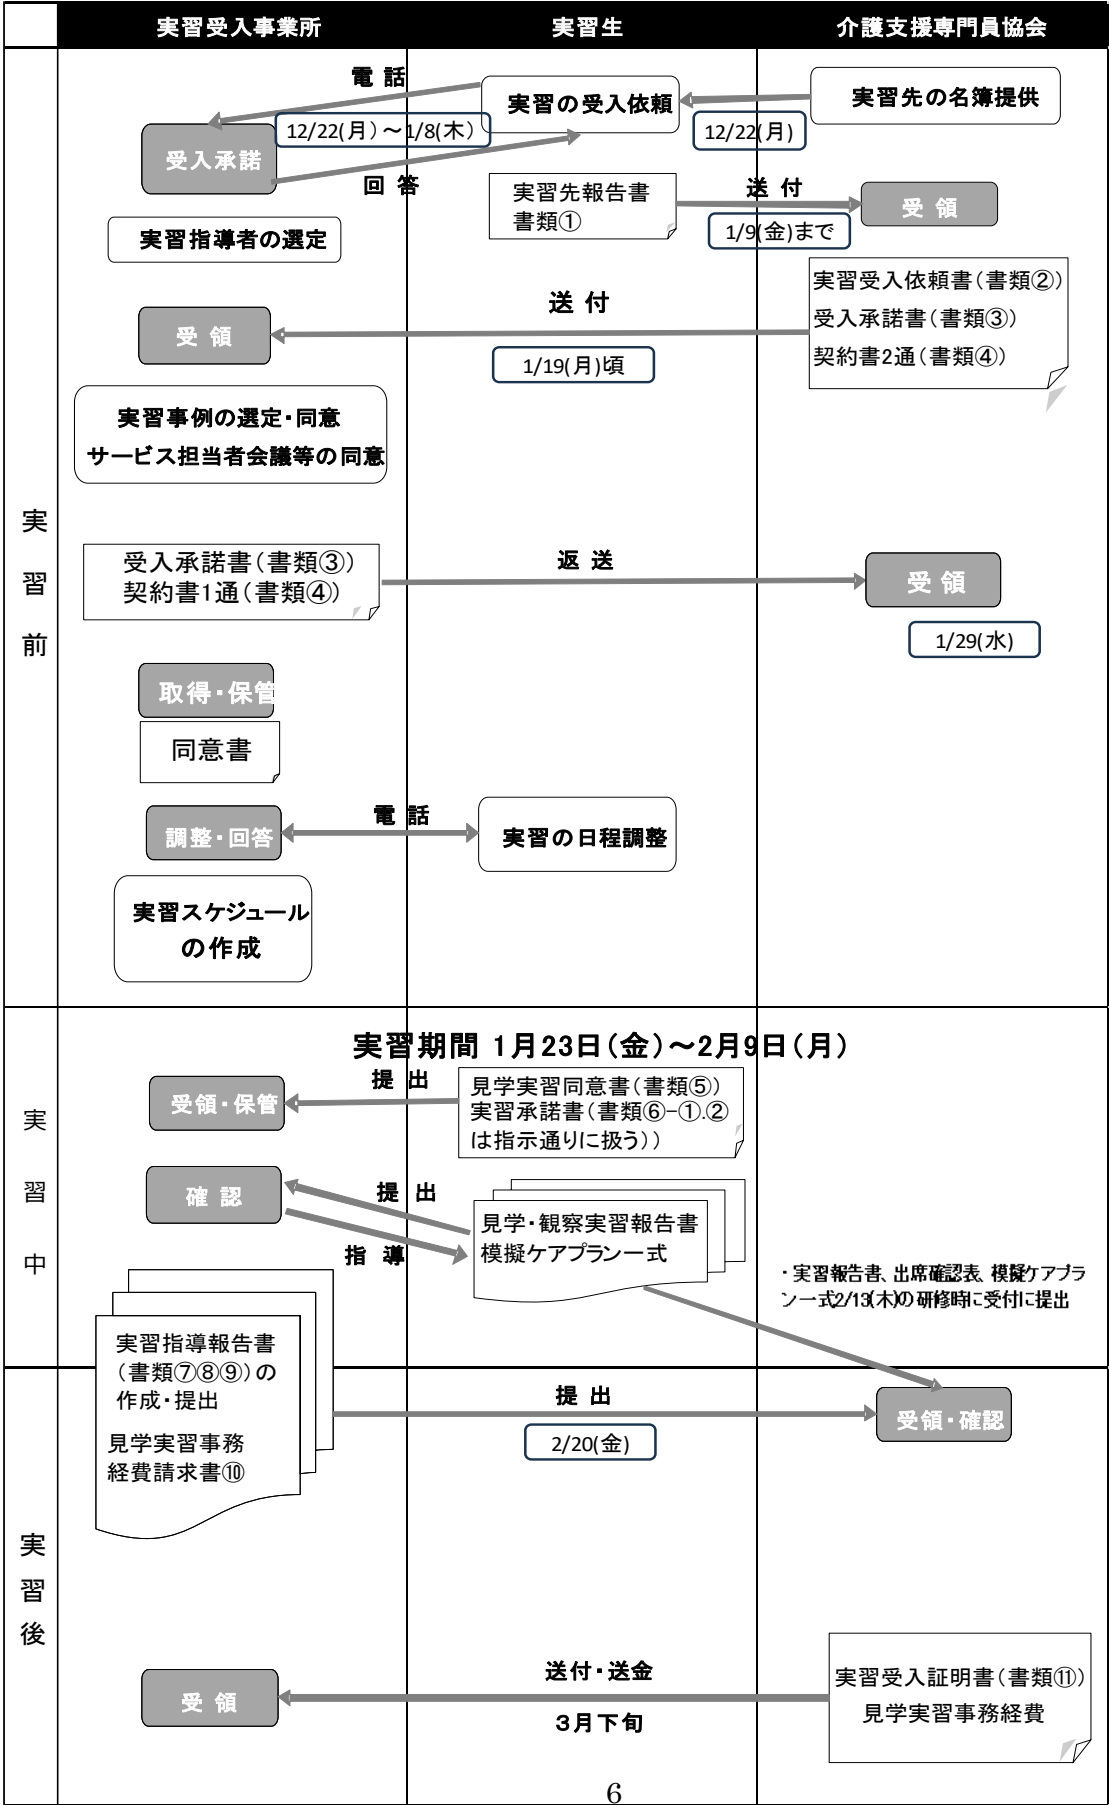 実習受入事業所
実習生
介護支援専門員協会
実習前
電話
実習の受入依頼
実習先の名簿提供
12/22(月)～1/8(木)
12/22(月)
受入承諾
回答
実習先報告書
書類①
送付
受領
1/9(金)まで
実習指導者の選定
実習受入依頼書(書類②)
受入承諾書(書類③)
契約書2通(書類④)
送付
受領
1/19(月)頃
実習事例の選定・同意
サービス担当者会議等の同意
受入承諾書(書類③)
契約書1通(書類④)
返送
受領
1/29(水)
取得・保管
同意書
電話
調整・回答
実習の日程調整
実習スケジュール
の作成
実習中
実習期間 1月23日(金)～2月9日(月)
提出
受領・保管
見学実習同意書(書類⑤)
実習承諾書(書類⑥-①.②
は指示通りに扱う))
確認
提出
指導
見学・観察実習報告書
模擬ケアプラン一式
・実習報告書、出席確認表、模擬ケアプラ
ン一式2/13(木)の研修時に受付に提出
実習指導報告書
(書類⑦⑧⑨)の
作成・提出
見学実習事務
経費請求書⑩
実習後
提出
2/20(金)
受領・確認
送付・送金
3月下旬
受領
実習受入証明書(書類⑪)
見学実習事務経費
6